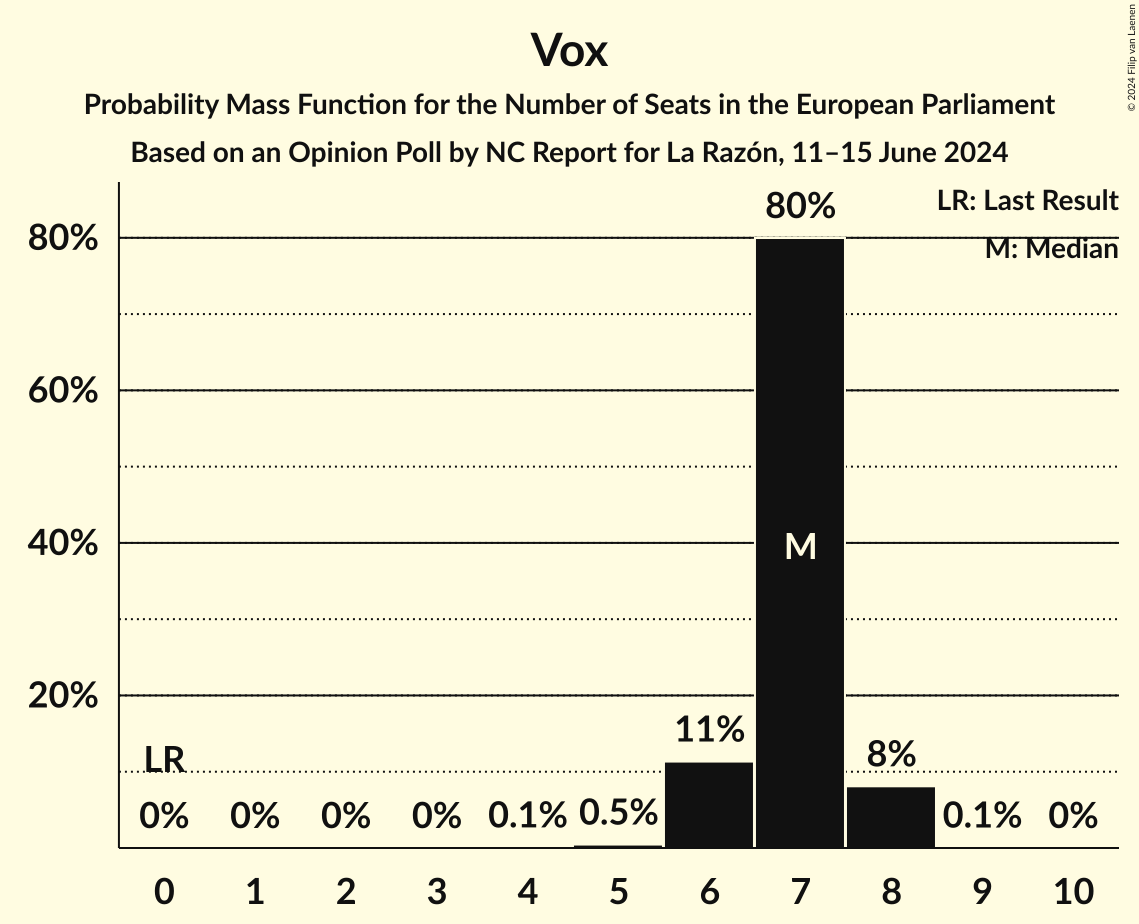 Vox
Probability Mass Function for the Number of Seats in the European Parliament
Based on an Opinion Poll by NC Report for La Razón, 11–15 June 2024
© 2024 Filip van Laenen
LR: Last Result
M: Median
80%
60%
40%
20%
80%
M
11%
8%
LR
0%
0%
0%
0%
0.1%
0.5%
0.1%
0%
0 1 2 3 4 5 6 7 8 9 10